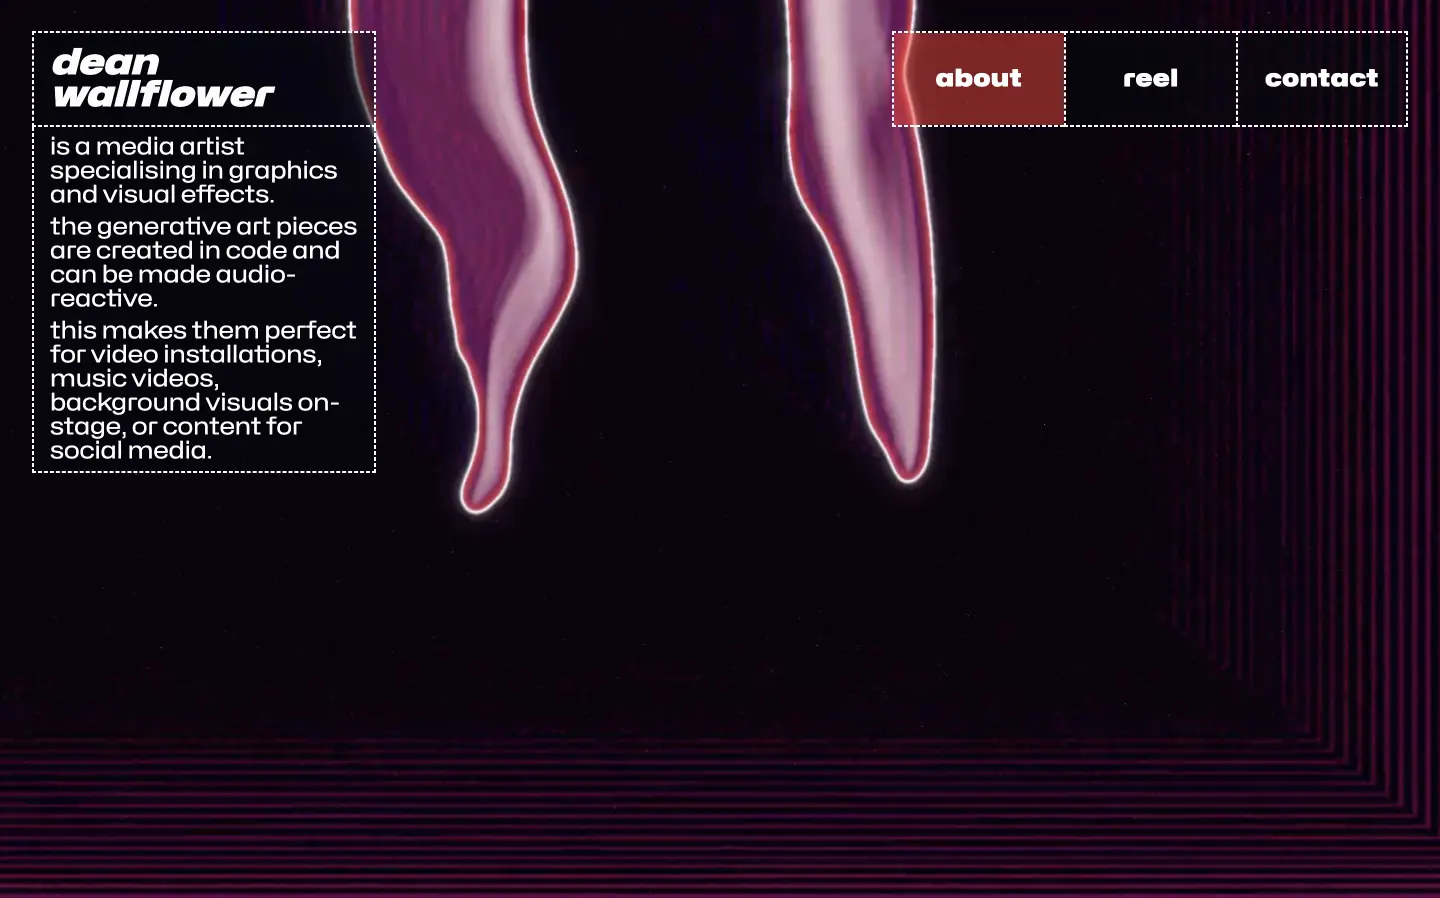 dean
wallflower
about
reel
contact
is a media artist
specialising in graphics
and visual effects.
the generative art pieces
are created in code and
can be made audio-
reactive.
this makes them perfect
for video installations,
music videos,
background visuals on-
stage, or content for
social media.